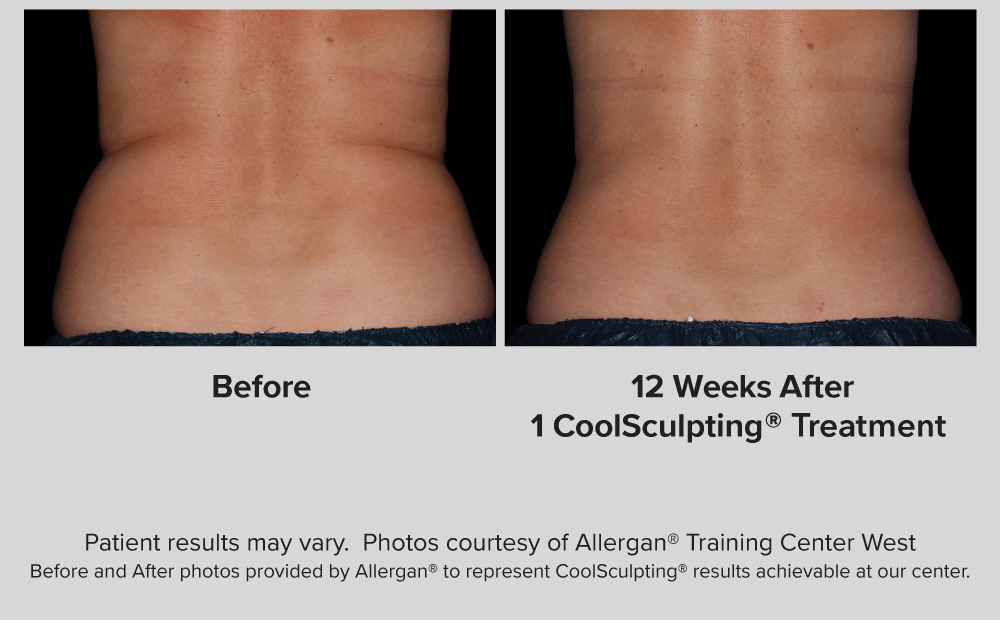 Before
12 Weeks After
1 CoolSculpting® Treatment
Patient results may vary.  Photos courtesy of Allergan® Training Center West
Before and After photos provided by Allergan® to represent CoolSculpting® results achievable at our center.